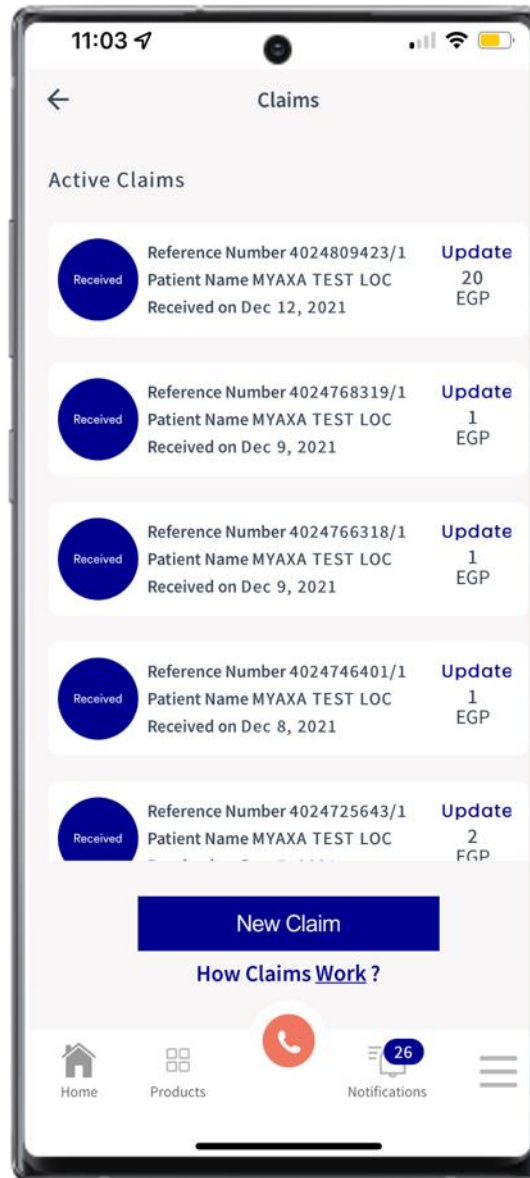 11:03
Claims
Active Claims
Received
Reference Number 4024809423/1
Patient Name MYAXA TEST LOC
Received on Dec 12, 2021
Update
20
EGP
Received
Reference Number 4024768319/1
Patient Name MYAXA TEST LOC
Received on Dec 9, 2021
Update
1
EGP
Received
Reference Number 4024766318/1
Patient Name MYAXA TEST LOC
Received on Dec 9, 2021
Update
1
EGP
Received
Reference Number 4024746401/1
Patient Name MYAXA TEST LOC
Received on Dec 8, 2021
Update
1
EGP
Received
Reference Number 4024725643/1
Patient Name MYAXA TEST LOC
Update
2
EGP
New Claim
How Claims Work ?
Home
Products
26
Notifications